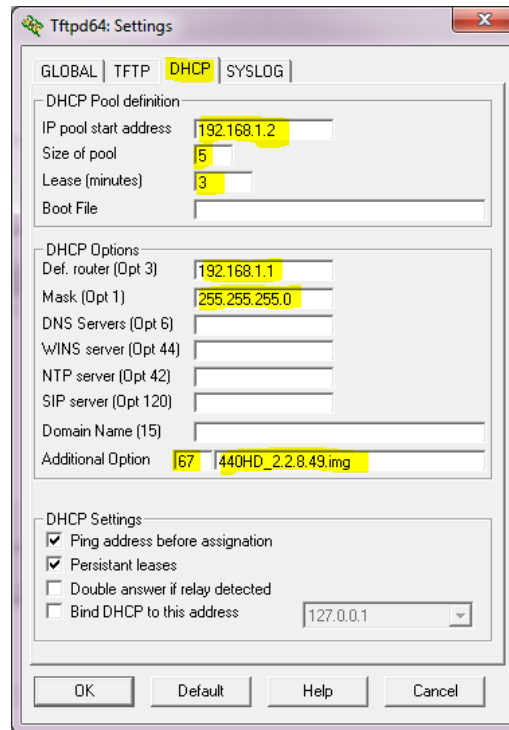 Tftpd64: Settings
GLOBAL TFTP DHCP SYSLOG
DHCP Pool definition
IP pool start address 192.168.1.2
Size of pool 5
Lease (minutes) 3
Boot File
DHCP Options
Def. router (Opt 3) 192.168.1.1
Mask (Opt 1) 255.255.255.0
DNS Servers (Opt 6)
WINS server (Opt 44)
NTP server (Opt 42)
SIP server (Opt 120)
Domain Name (15)
Additional Option 67 440HD_2.2.8.49.img
DHCP Settings
Ping address before assignation
Persistant leases
Double answer if relay detected
Bind DHCP to this address 127.0.0.1
OK Default Help Cancel